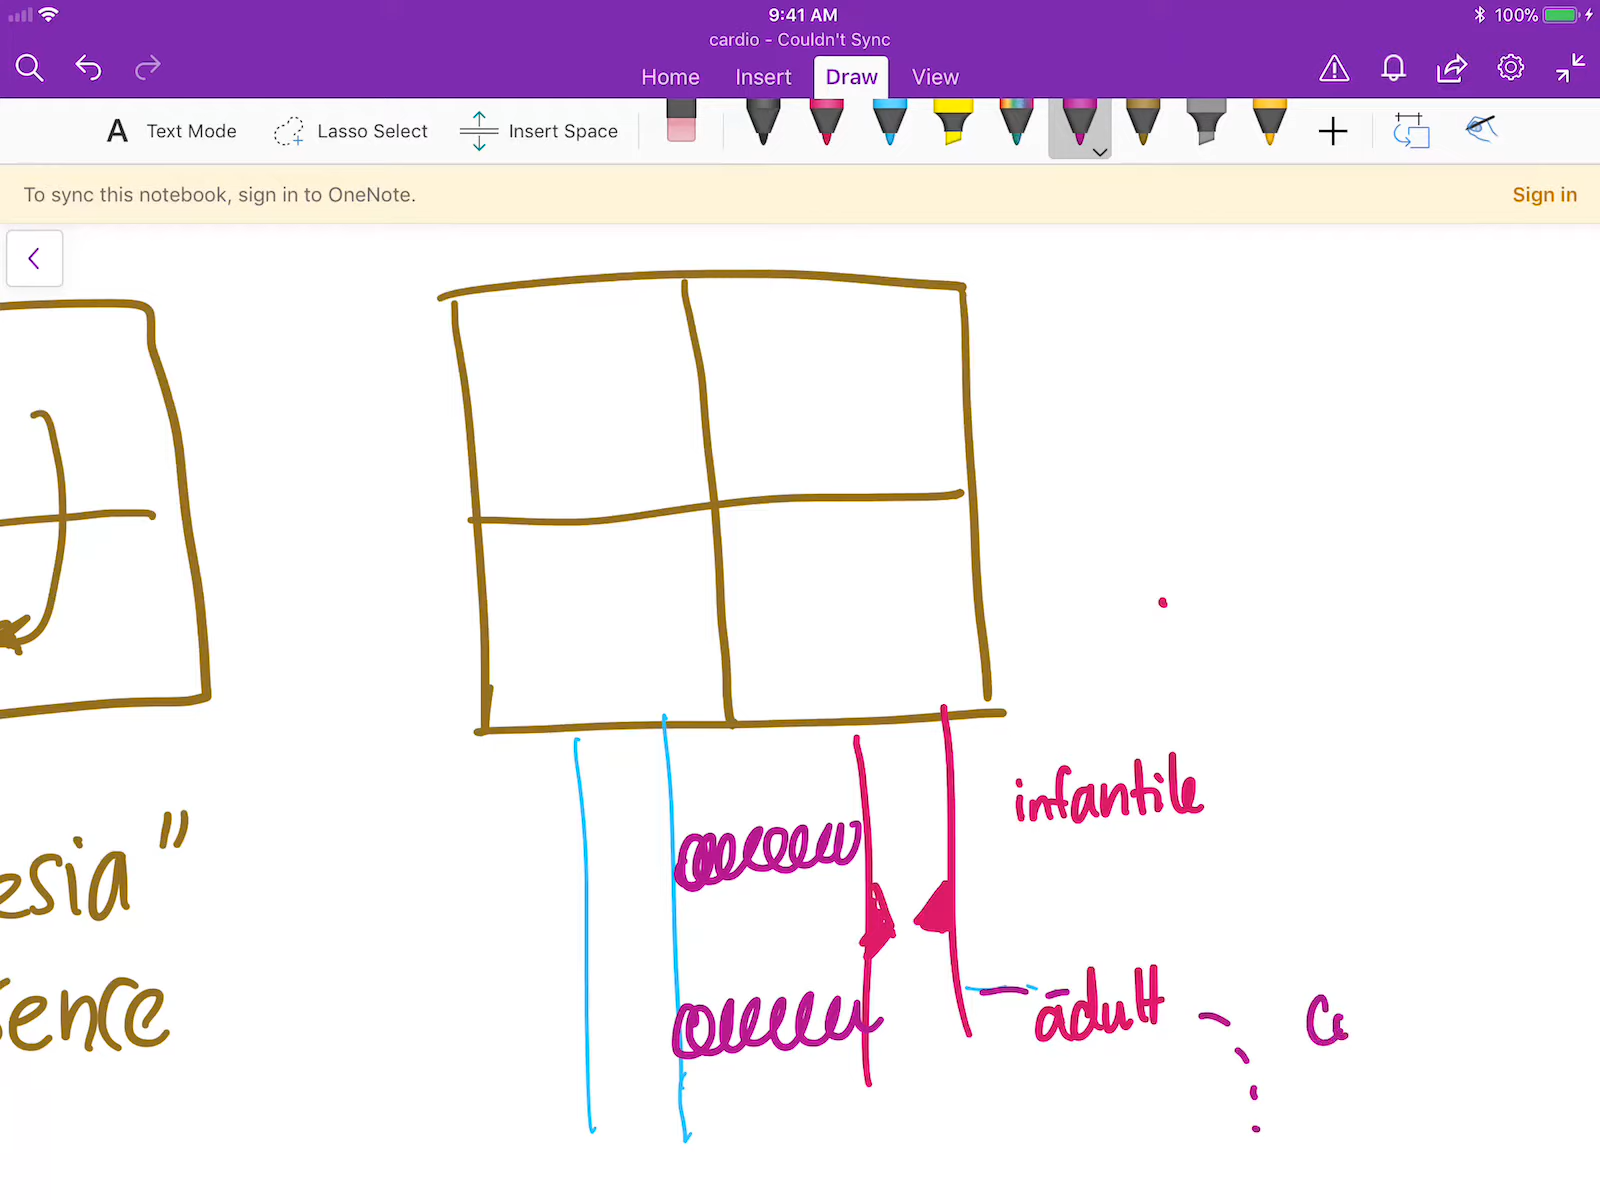 9:41 AM
100%
cardio - Couldn't Sync
Home Insert Draw View
A Text Mode Lasso Select Insert Space
To sync this notebook, sign in to OneNote.
Sign in
infantile
esia"
adult
ence